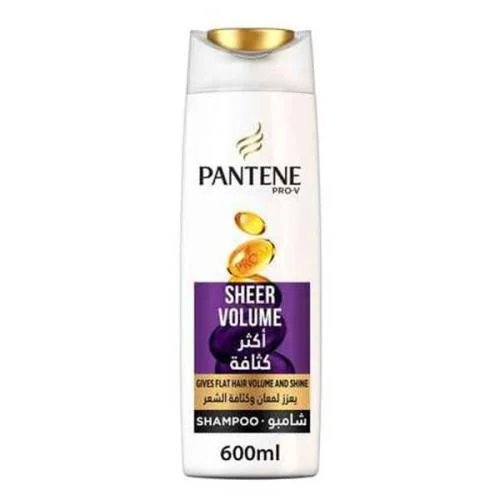 PANTENE
PRO-V
PRO-V
SHEER
VOLUME
أكثر
كثافة
GIVES FLAT HAIR VOLUME AND SHINE
يعزز لمعان وكثافة الشعر
SHAMPOO · شامبو
600ml